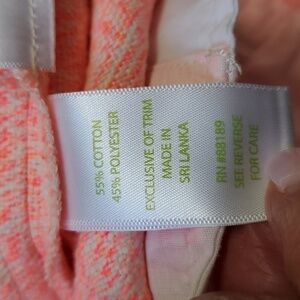 55% COTTON
45% POLYESTER
EXCLUSIVE OF TRIM
MADE IN
SRI LANKA
RN #88189
SEE REVERSE
FOR CARE